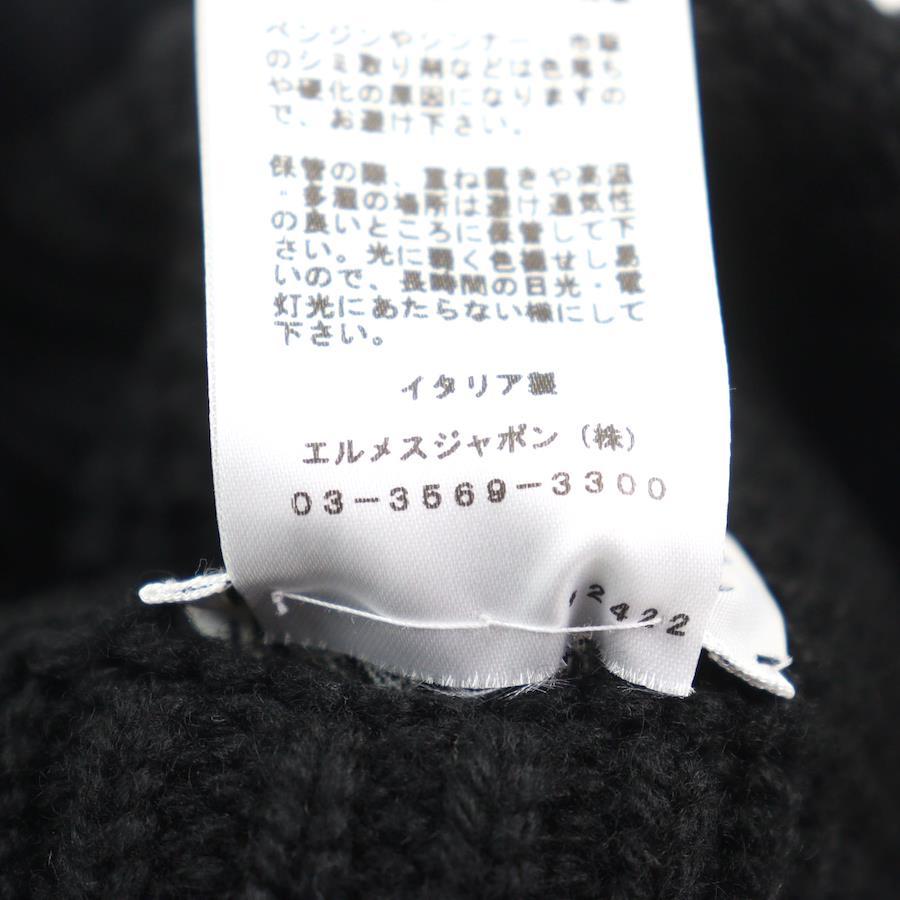 ベンジンやシンナー、市販
のシミ取り剤などは色落ち
や硬化の原因になりますの
で、お避け下さい。
保管の際、重ね置きや高温
・多湿の場所は避け通気性
の良いところに保管して下
さい。光に弱く色褪せし易
いので、長時間の日光・電
灯光にあたらない様にして
下さい。
イタリア製
エルメスジャポン(株)
03-3569-3300
2422